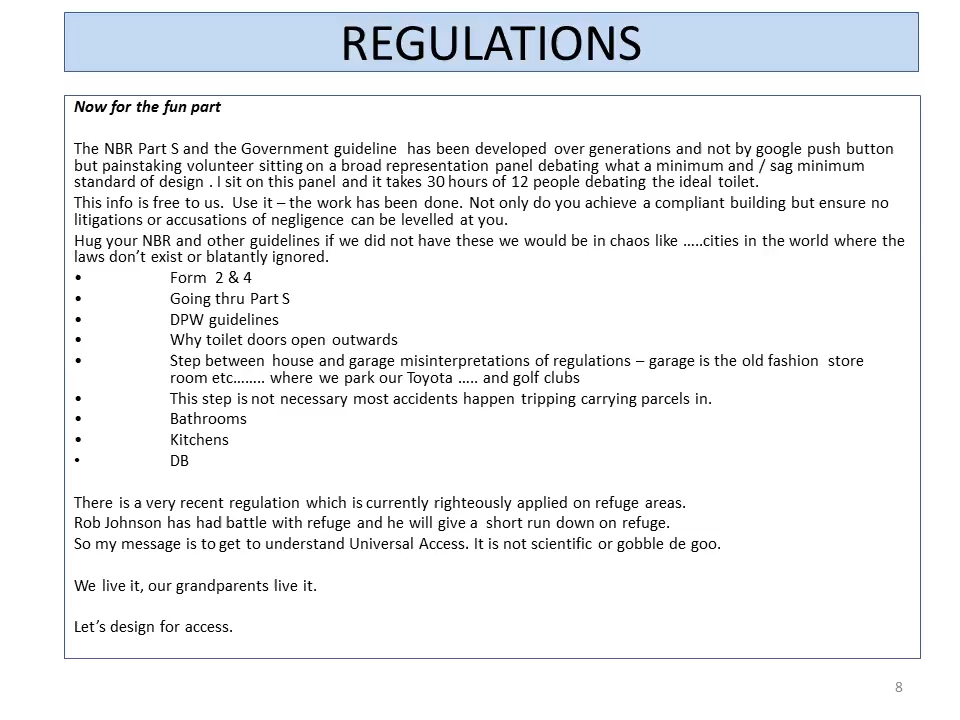 REGULATIONS
Now for the fun part
The NBR Part S and the Government guideline has been developed over generations and not by google push button
but painstaking volunteer sitting on a broad representation panel debating what a minimum and / sag minimum
standard of design . I sit on this panel and it takes 30 hours of 12 people debating the ideal toilet.
This info is free to us. Use it – the work has been done. Not only do you achieve a compliant building but ensure no
litigations or accusations of negligence can be levelled at you.
Hug your NBR and other guidelines if we did not have these we would be in chaos like …..cities in the world where the
laws don’t exist or blatantly ignored.
• Form 2 & 4
• Going thru Part S
• DPW guidelines
• Why toilet doors open outwards
• Step between house and garage misinterpretations of regulations – garage is the old fashion store
room etc…….. where we park our Toyota ….. and golf clubs
• This step is not necessary most accidents happen tripping carrying parcels in.
• Bathrooms
• Kitchens
• DB
There is a very recent regulation which is currently righteously applied on refuge areas.
Rob Johnson has had battle with refuge and he will give a short run down on refuge.
So my message is to get to understand Universal Access. It is not scientific or gobble de goo.
We live it, our grandparents live it.
Let’s design for access.
8